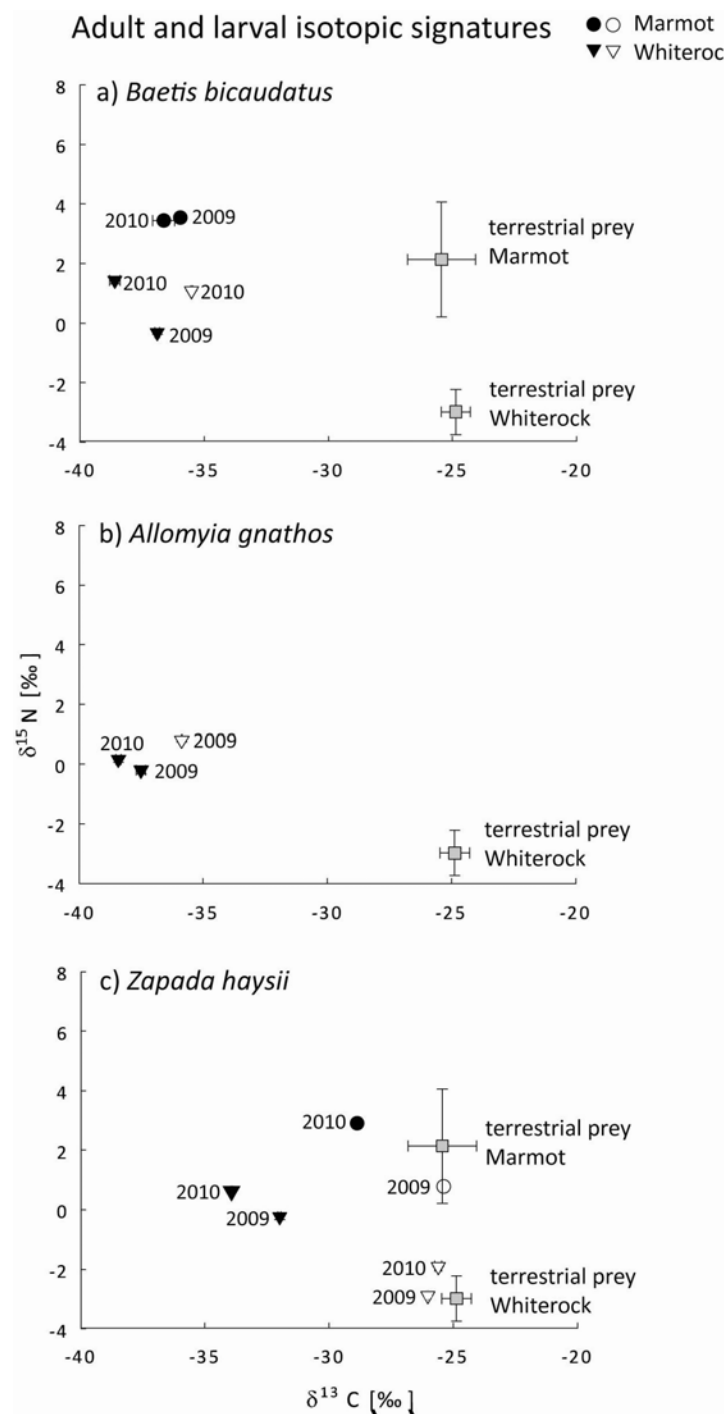 Adult and larval isotopic signatures
Marmot
Whiteroc
a) Baetis bicaudatus
8
6
4
2
0
-2
-4
2010
2009
2010
2010
2009
terrestrial prey
Marmot
terrestrial prey
Whiterock
-40
-35
-30
-25
-20
b) Allomyia gnathos
8
6
4
2
0
-2
-4
δ15 N [‰]
2010
2009
2009
terrestrial prey
Whiterock
-40
-35
-30
-25
-20
c) Zapada haysii
8
6
4
2
0
-2
-4
2010
2010
2009
2009
2010
2009
terrestrial prey
Marmot
terrestrial prey
Whiterock
-40
-35
-30
-25
-20
δ13 C [‰]